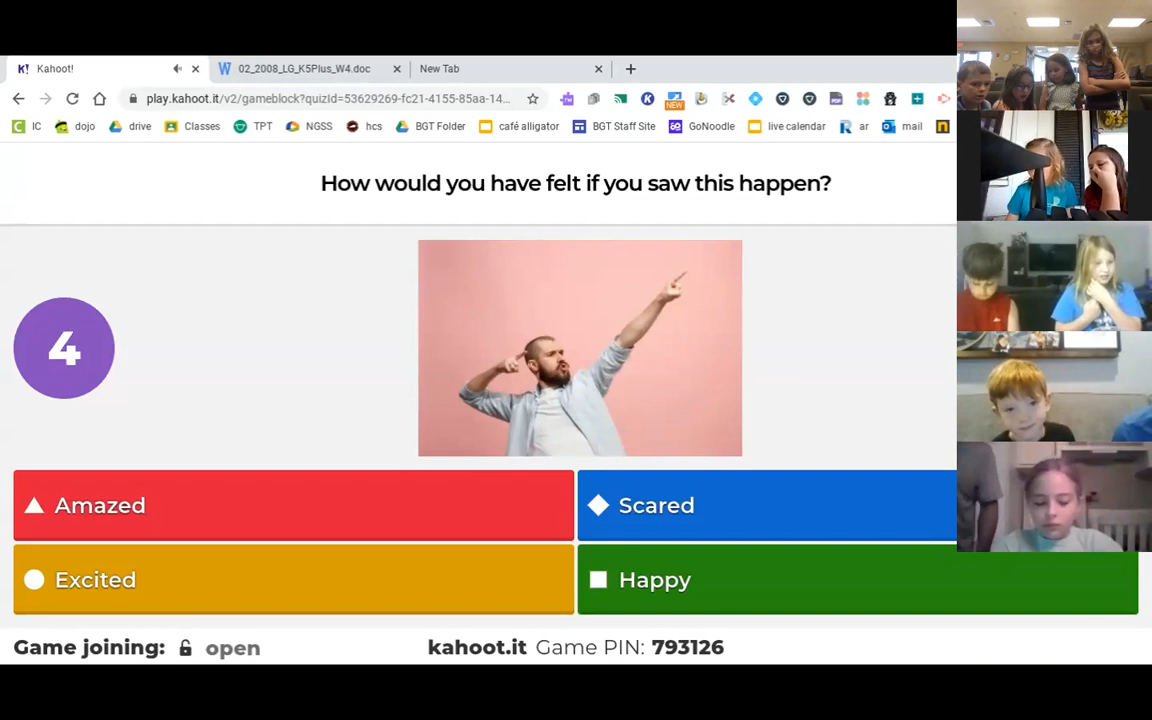 K! Kahoot!
02_2008_LG_K5Plus_W4.doc
New Tab
play.kahoot.it/v2/gameblock?quizId=53629269-fc21-4155-85aa-14...
NEW
IC dojo drive Classes TPT NGSS hcs BGT Folder café alligator BGT Staff Site GoNoodle live calendar ar mail
How would you have felt if you saw this happen?
4
Amazed
Scared
Excited
Happy
Game joining: open kahoot.it Game PIN: 793126